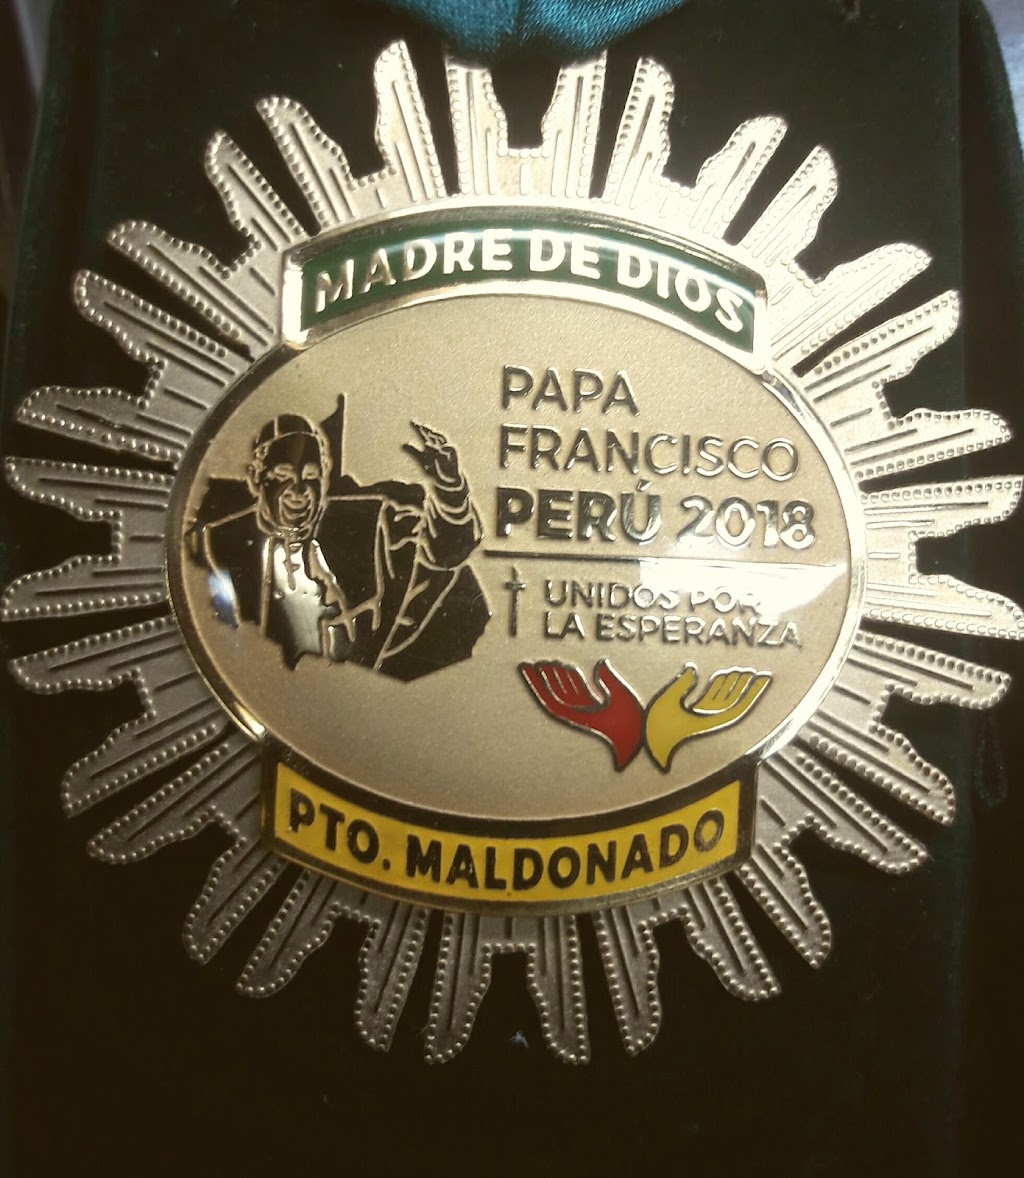 MADRE DE DIOS
PAPA
FRANCISCO
PERÚ 2018
UNIDOS POR
LA ESPERANZA
PTO. MALDONADO